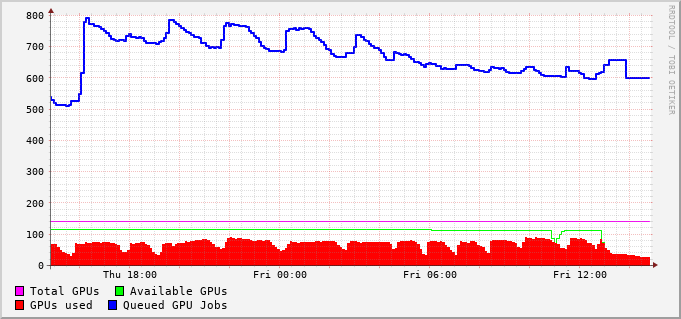 800
700
600
500
400
300
200
100
0
Thu 18:00 Fri 00:00 Fri 06:00 Fri 12:00
Total GPUs Available GPUs
GPUs used Queued GPU Jobs
RRDTOOL / TOBI OETIKER